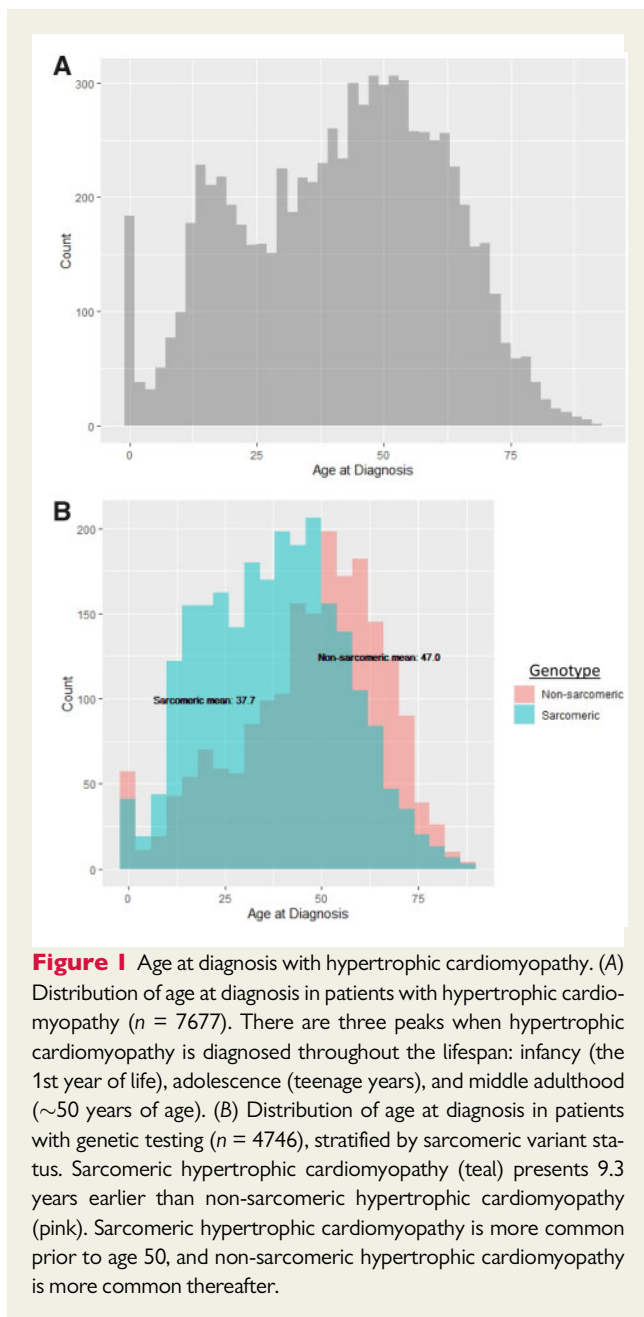 A
300
200
100
0
Count
0 25 50 75
Age at Diagnosis
B
200
150
100
50
0
Count
Non-sarcomeric mean: 47.0
Sarcomeric mean: 37.7
0 25 50 75
Age at Diagnosis
Genotype
Non-sarcomeric
Sarcomeric
Figure 1 Age at diagnosis with hypertrophic cardiomyopathy. (A)
Distribution of age at diagnosis in patients with hypertrophic cardio-
myopathy (n = 7677). There are three peaks when hypertrophic
cardiomyopathy is diagnosed throughout the lifespan: infancy (the
1st year of life), adolescence (teenage years), and middle adulthood
(∼50 years of age). (B) Distribution of age at diagnosis in patients
with genetic testing (n = 4746), stratified by sarcomeric variant sta-
tus. Sarcomeric hypertrophic cardiomyopathy (teal) presents 9.3
years earlier than non-sarcomeric hypertrophic cardiomyopathy
(pink). Sarcomeric hypertrophic cardiomyopathy is more common
prior to age 50, and non-sarcomeric hypertrophic cardiomyopathy
is more common thereafter.